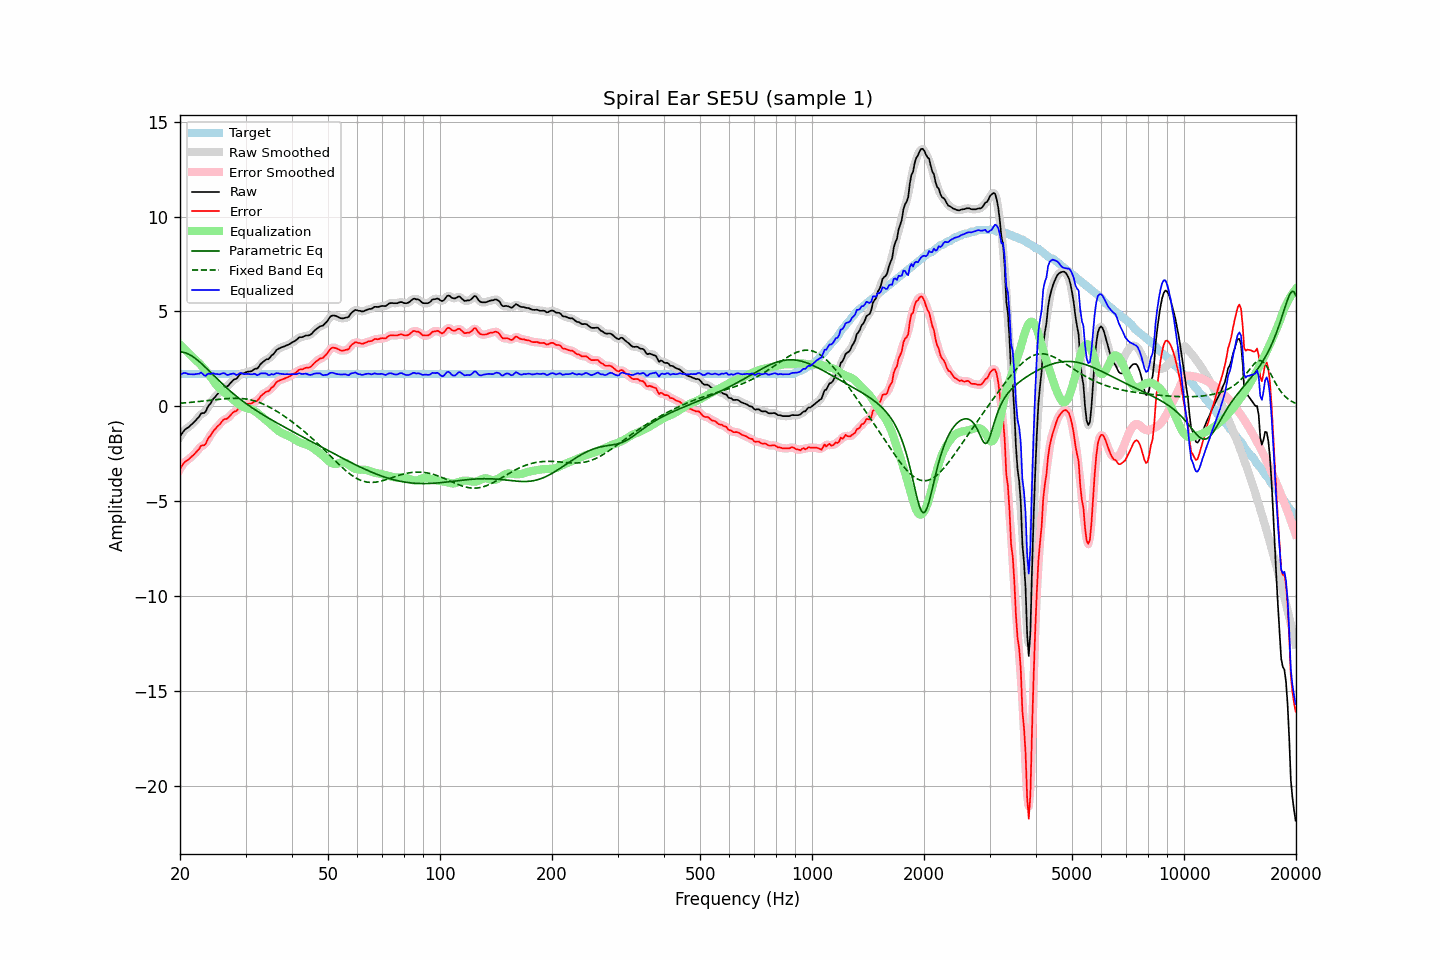 Spiral Ear SE5U (sample 1)
Target
Raw Smoothed
Error Smoothed
Raw
Error
Equalization
Parametric Eq
Fixed Band Eq
Equalized
15
10
5
0
−5
−10
−15
−20
Amplitude (dBr)
20
50
100
200
500
1000
2000
5000
10000
20000
Frequency (Hz)